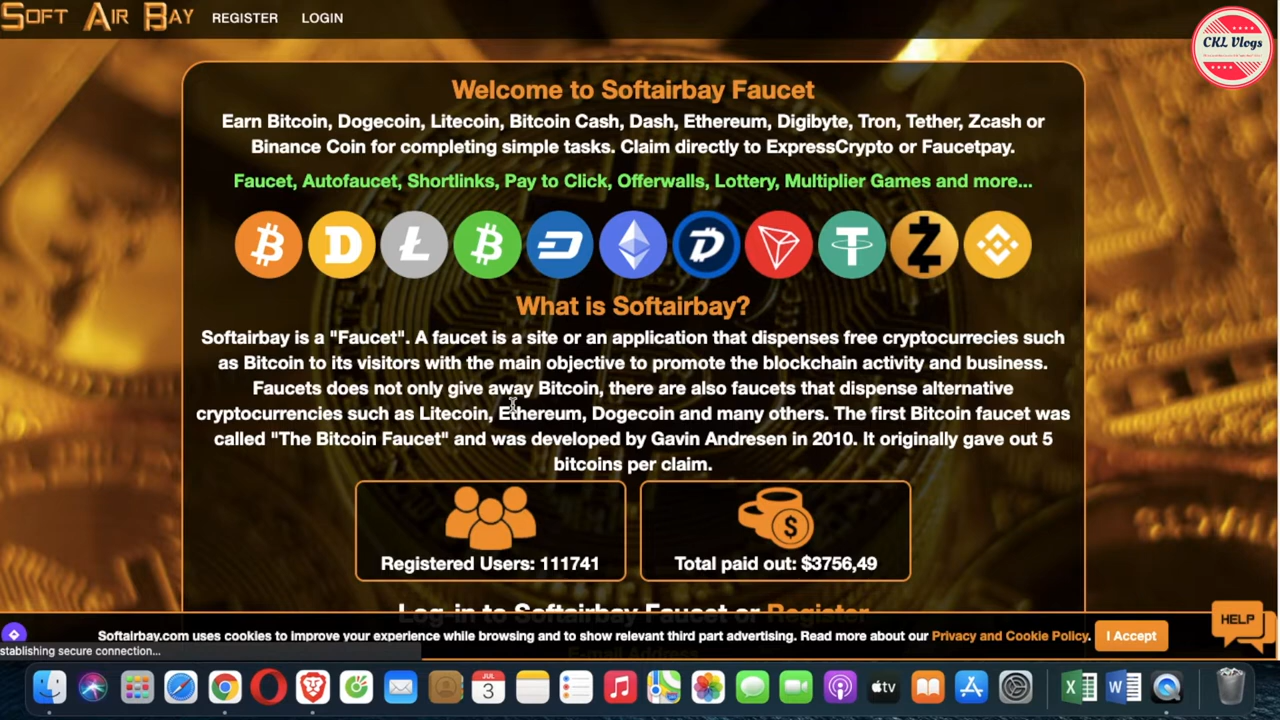 SOFT AIR BAY REGISTER LOGIN
CKL Vlogs
Welcome to Softairbay Faucet
Earn Bitcoin, Dogecoin, Litecoin, Bitcoin Cash, Dash, Ethereum, Digibyte, Tron, Tether, Zcash or
Binance Coin for completing simple tasks. Claim directly to ExpressCrypto or Faucetpay.
Faucet, Autofaucet, Shortlinks, Pay to Click, Offerwalls, Lottery, Multiplier Games and more...
What is Softairbay?
Softairbay is a "Faucet". A faucet is a site or an application that dispenses free cryptocurrecies such
as Bitcoin to its visitors with the main objective to promote the blockchain activity and business.
Faucets does not only give away Bitcoin, there are also faucets that dispense alternative
cryptocurrencies such as Litecoin, Ethereum, Dogecoin and many others. The first Bitcoin faucet was
called "The Bitcoin Faucet" and was developed by Gavin Andresen in 2010. It originally gave out 5
bitcoins per claim.
Registered Users: 111741
Total paid out: $3756,49
Log-in to Softairbay Faucet or Register
HELP
Softairbay.com uses cookies to improve your experience while browsing and to show relevant third part advertising. Read more about our Privacy and Cookie Policy. I Accept
E-mail Address
stablishing secure connection...
JUL
3
tv
X
W